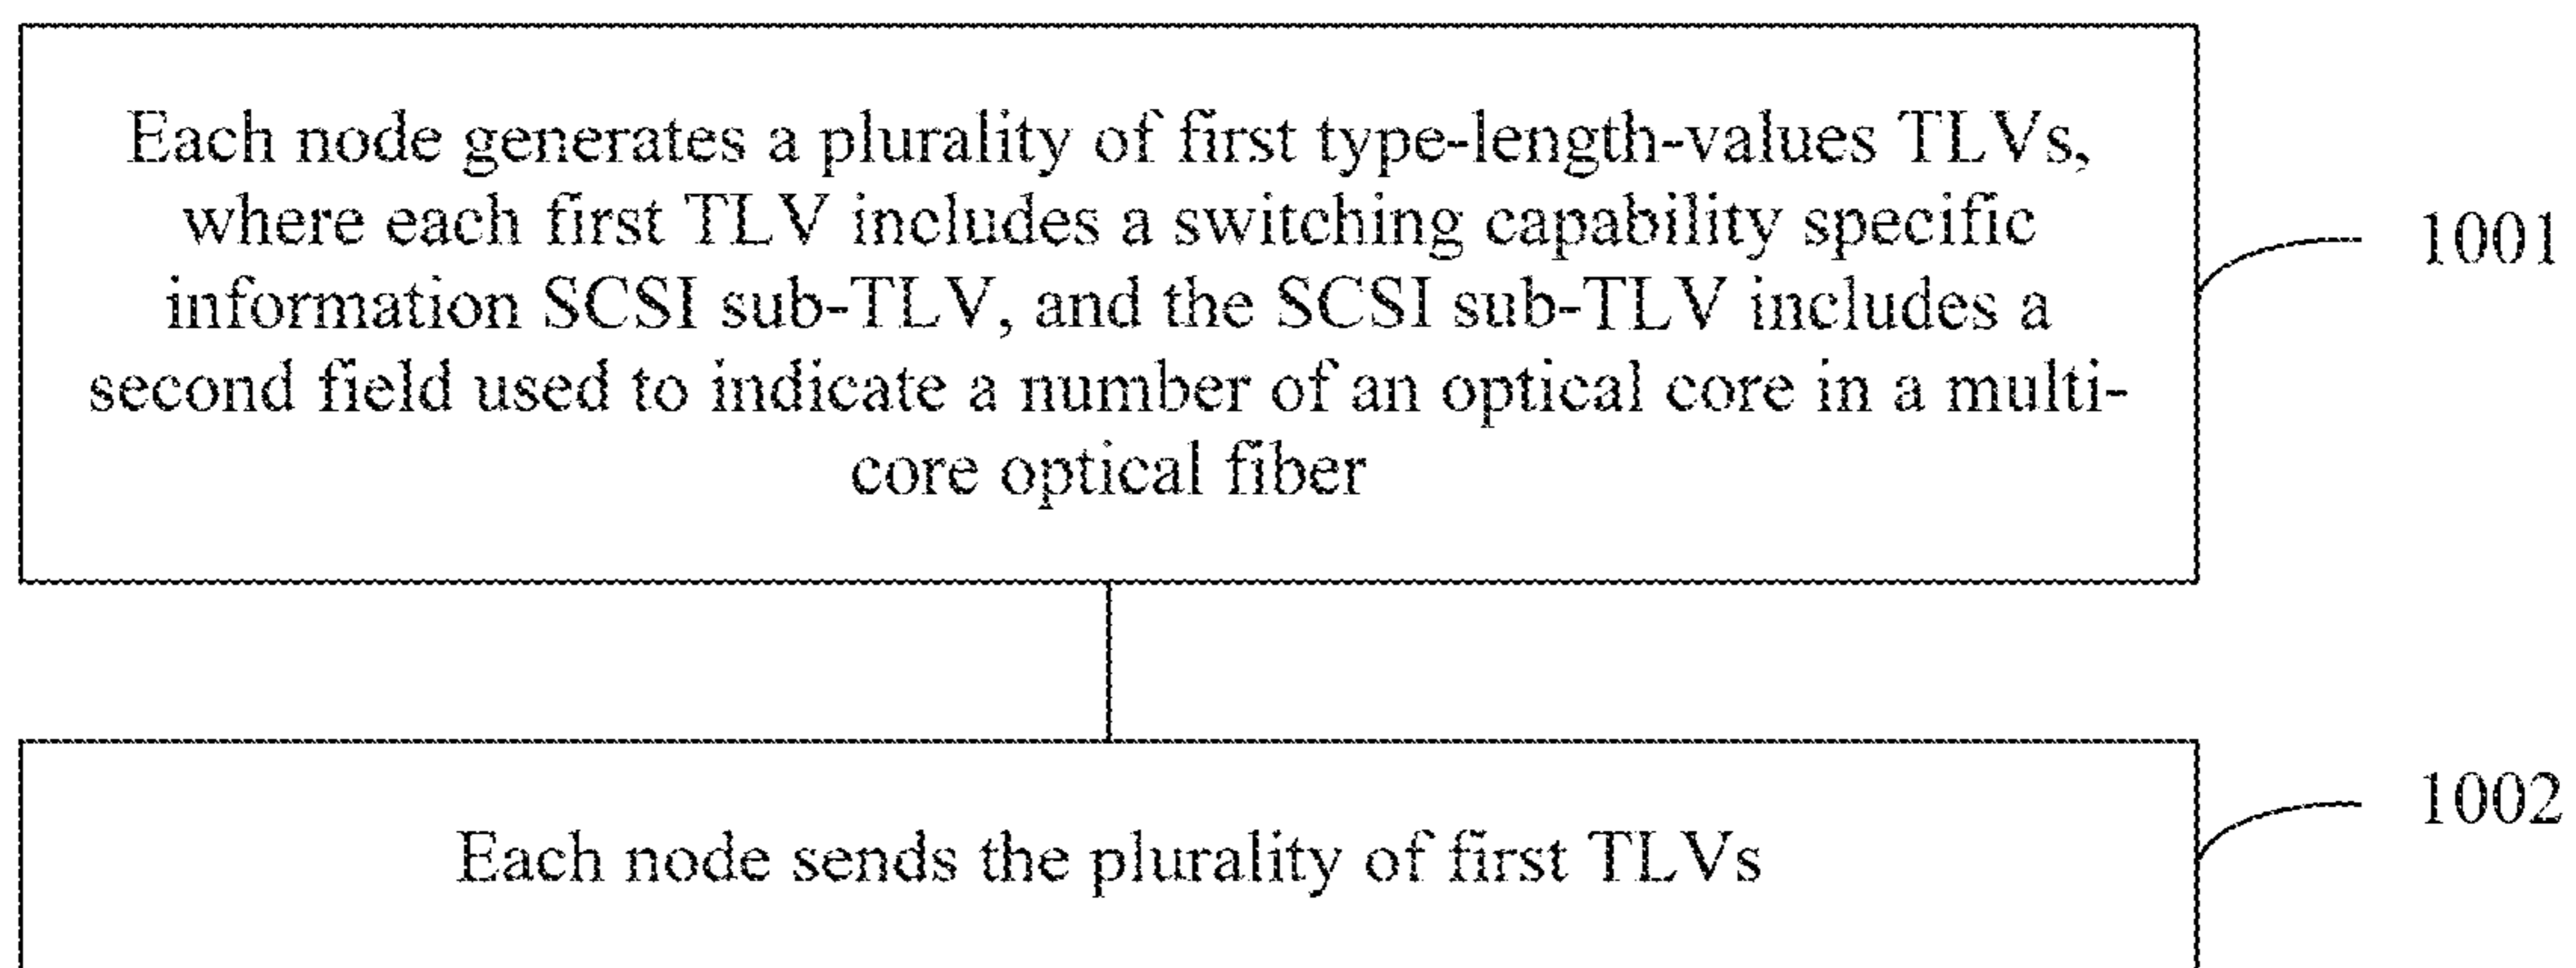 Each node generates a plurality of first type-length-values TLVs,
where each first TLV includes a switching capability specific
information SCSI sub-TLV, and the SCSI sub-TLV includes a
second field used to indicate a number of an optical core in a multi-
core optical fiber
1001
Each node sends the plurality of first TLVs
1002